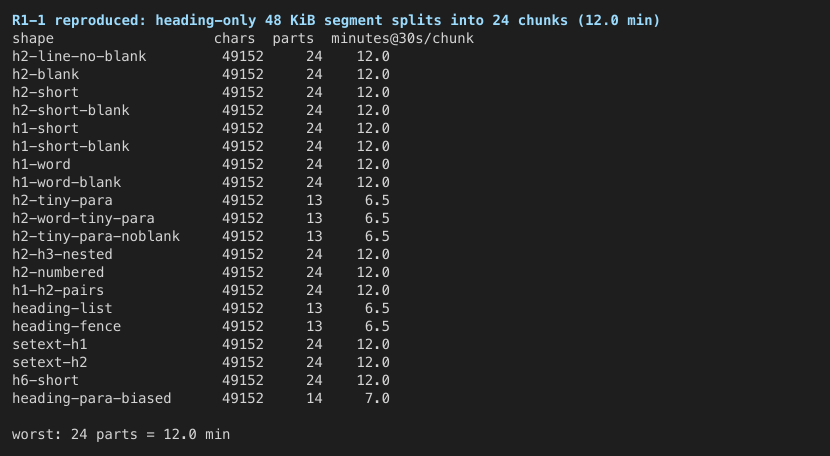 R1-1 reproduced: heading-only 48 KiB segment splits into 24 chunks (12.0 min)
shape                   chars  parts  minutes@30s/chunk
h2-line-no-blank         49152     24    12.0
h2-blank                 49152     24    12.0
h2-short                 49152     24    12.0
h2-short-blank           49152     24    12.0
h1-short                 49152     24    12.0
h1-short-blank           49152     24    12.0
h1-word                  49152     24    12.0
h1-word-blank            49152     24    12.0
h2-tiny-para             49152     13     6.5
h2-word-tiny-para        49152     13     6.5
h2-tiny-para-noblank     49152     13     6.5
h2-h3-nested             49152     24    12.0
h2-numbered              49152     24    12.0
h1-h2-pairs              49152     24    12.0
heading-list             49152     13     6.5
heading-fence            49152     13     6.5
setext-h1                49152     24    12.0
setext-h2                49152     24    12.0
h6-short                 49152     24    12.0
heading-para-biased      49152     14     7.0
worst: 24 parts = 12.0 min